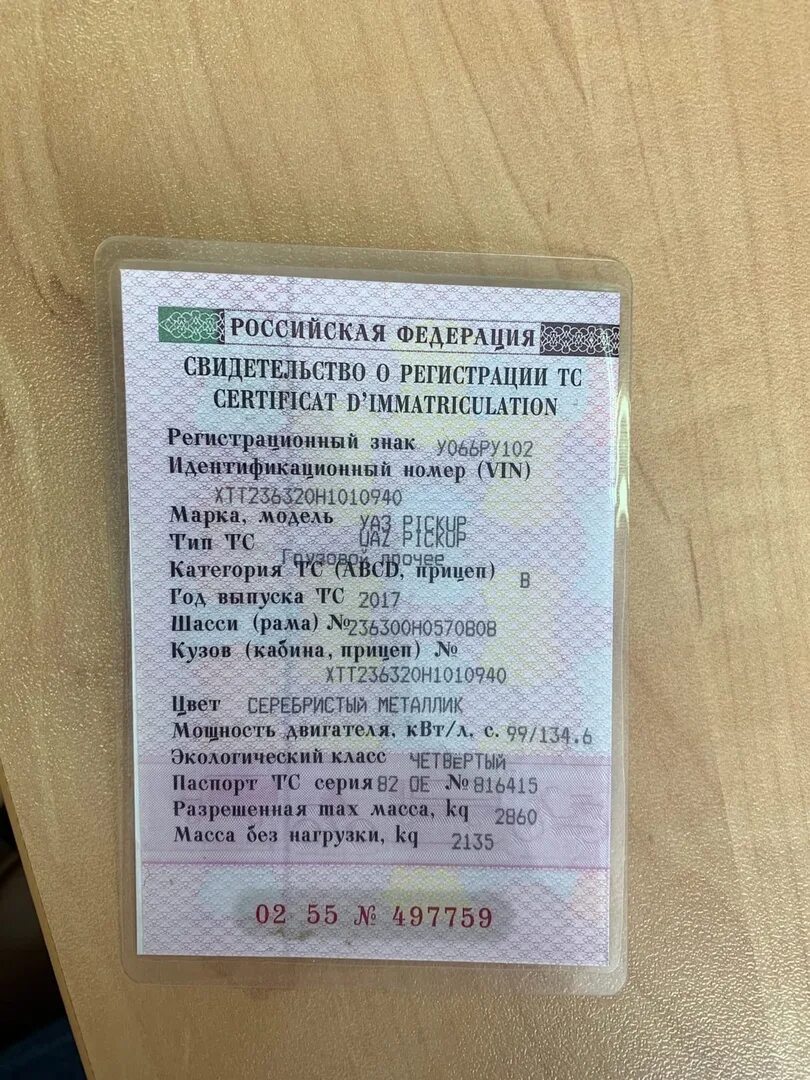 РОССИЙСКАЯ ФЕДЕРАЦИЯ
СВИДЕТЕЛЬСТВО О РЕГИСТРАЦИИ ТС
CERTIFICAT D'IMMATRICULATION
Регистрационный знак У066РУ102
Идентификационный номер (VIN)
XTT236320H1010940
Марка, модель УАЗ PICKUP
Тип ТС UAZ PICKUP
Грузовой прочее
Категория ТС (ABCD, прицеп) B
Год выпуска ТС 2017
Шасси (рама) № 236300H0570808
Кузов (кабина, прицеп) №
XTT236320H1010940
Цвет СЕРЕБРИСТЫЙ МЕТАЛЛИК
Мощность двигателя, кВт/л. с. 99/134.6
Экологический класс ЧЕТВЁРТЫЙ
Паспорт ТС серия 82 ОЕ № 816415
Разрешенная max масса, kg 2860
Масса без нагрузки, kg 2135
02 55 № 497759